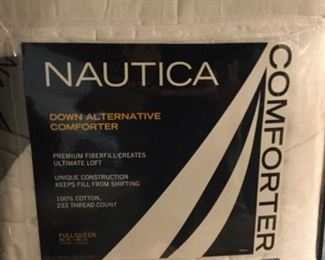 NAUTICA
DOWN ALTERNATIVE
COMFORTER
PREMIUM FIBERFILL CREATES
ULTIMATE LOFT
UNIQUE CONSTRUCTION
KEEPS FILL FROM SHIFTING
100% COTTON,
233 THREAD COUNT
FULL/QUEEN
COMFORTER